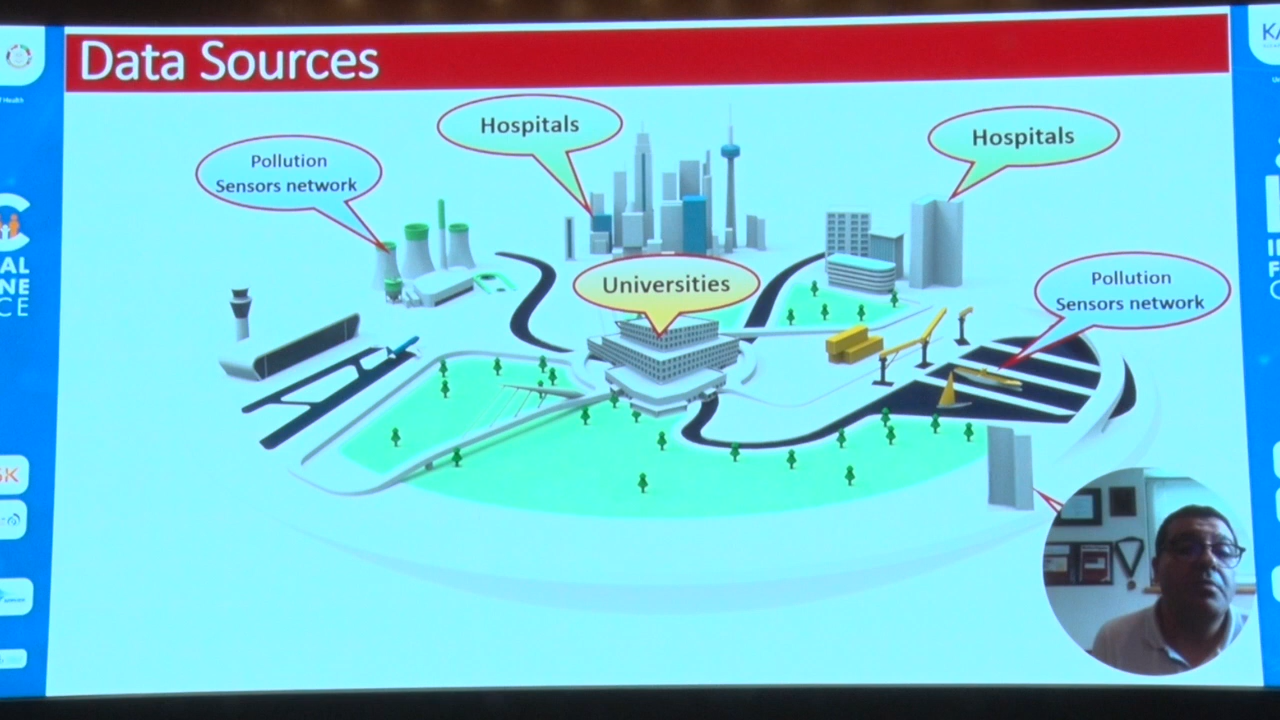 Data Sources
Hospitals
Hospitals
Pollution
Sensors network
Universities
Pollution
Sensors network